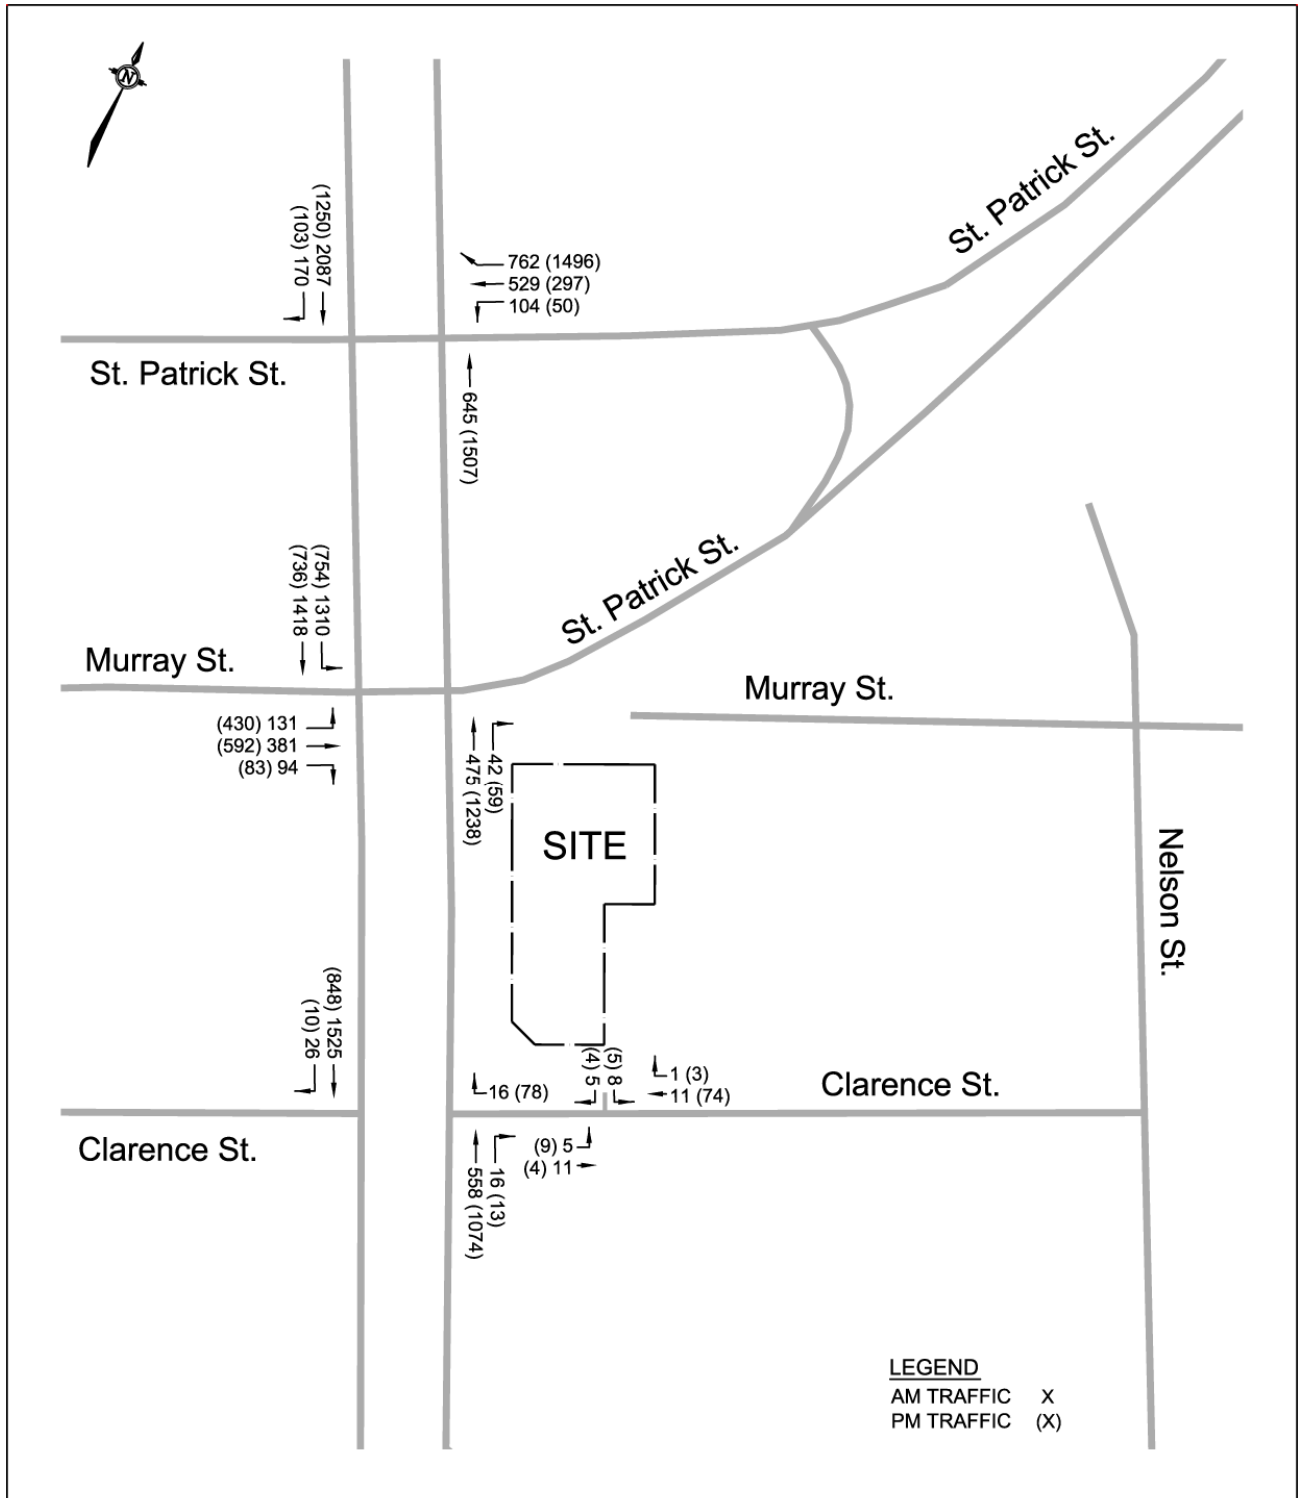 N
(1250) 2087
(103) 170
762 (1496)
529 (297)
104 (50)
St. Patrick St.
St. Patrick St.
645 (1507)
(754) 1310
(736) 1418
St. Patrick St.
Murray St.
Murray St.
(430) 131
(592) 381
(83) 94
42 (59)
475 (1238)
SITE
Nelson St.
(848) 1525
(10) 26
(5) 8
(4) 5
1 (3)
11 (74)
16 (78)
Clarence St.
Clarence St.
(9) 5
(4) 11
16 (13)
558 (1074)
LEGEND
AM TRAFFIC X
PM TRAFFIC (X)